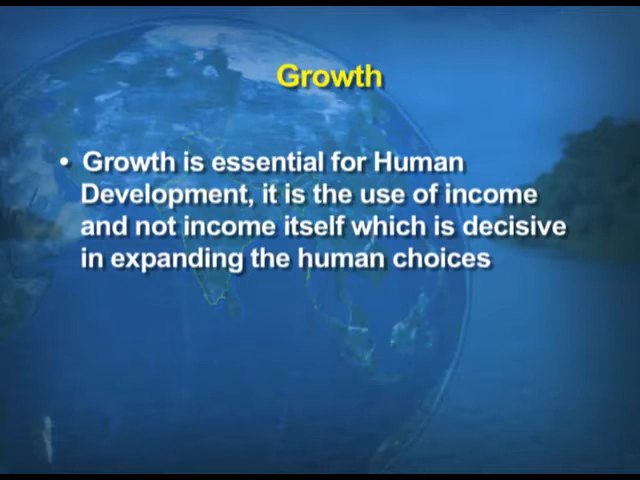 Growth
• Growth is essential for Human
Development, it is the use of income
and not income itself which is decisive
in expanding the human choices